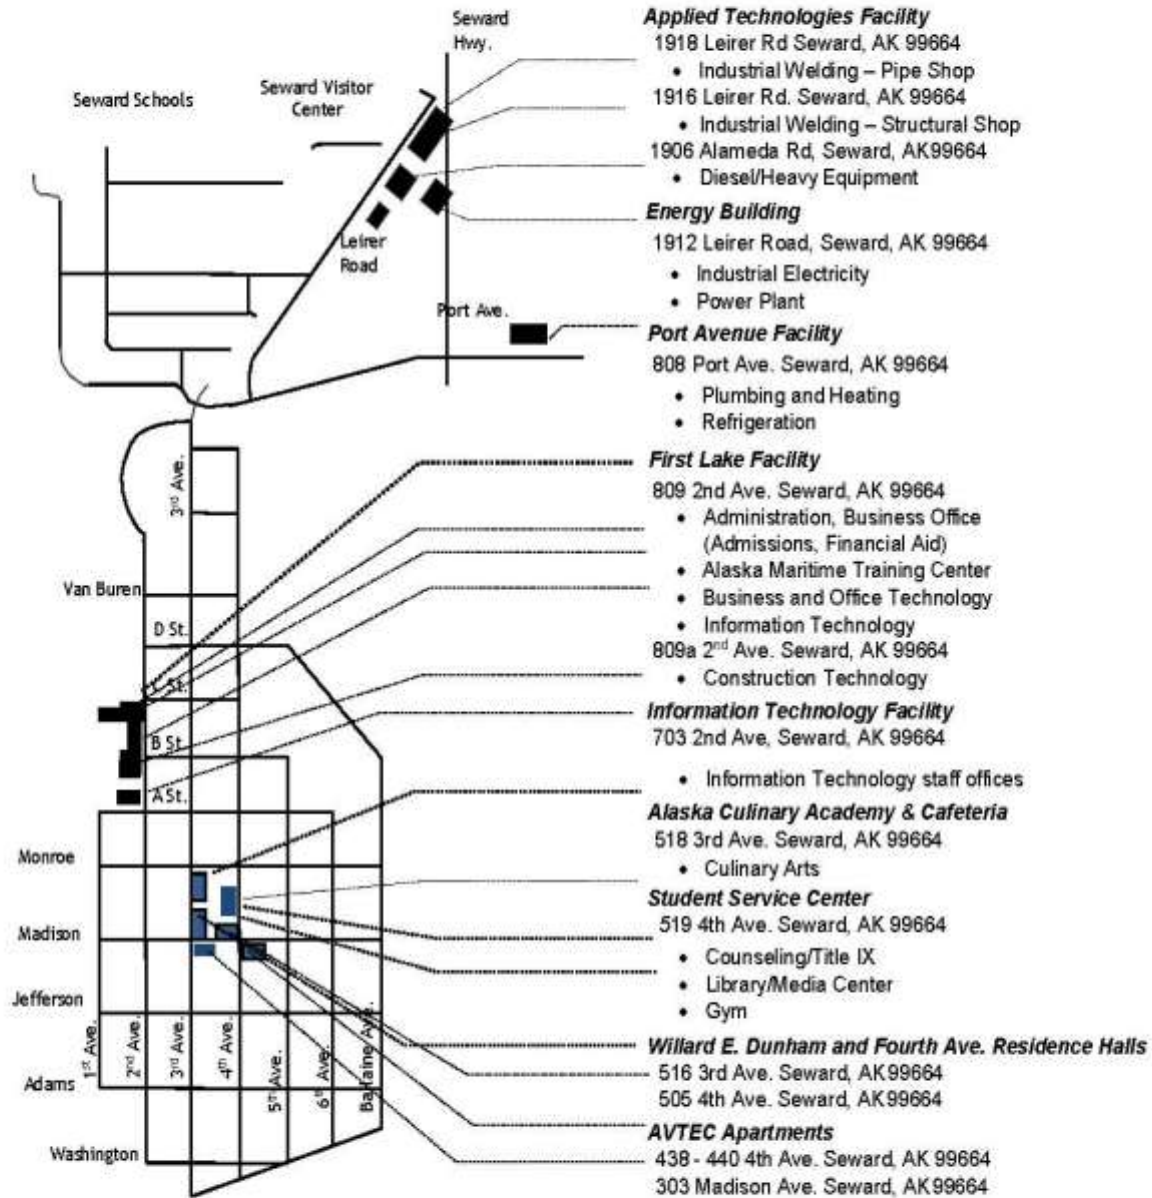 Seward
Hwy.
Seward Schools
Seward Visitor
Center
Leirer
Road
Port Ave.
3rd Ave.
Van Buren
D St.
C St.
B St
A St.
Monroe
Madison
Jefferson
Adams
Washington
1st Ave.
2nd Ave.
3rd Ave.
4th Ave.
5th Ave.
6th Ave.
Ballaine Ave.
Applied Technologies Facility
1918 Leirer Rd Seward, AK 99664
• Industrial Welding – Pipe Shop
1916 Leirer Rd. Seward, AK 99664
• Industrial Welding – Structural Shop
1906 Alameda Rd, Seward, AK99664
• Diesel/Heavy Equipment
Energy Building
1912 Leirer Road, Seward, AK 99664
• Industrial Electricity
• Power Plant
Port Avenue Facility
808 Port Ave. Seward, AK 99664
• Plumbing and Heating
• Refrigeration
First Lake Facility
809 2nd Ave. Seward, AK 99664
• Administration, Business Office
(Admissions, Financial Aid)
• Alaska Maritime Training Center
• Business and Office Technology
• Information Technology
809a 2nd Ave. Seward, AK 99664
• Construction Technology
Information Technology Facility
703 2nd Ave, Seward, AK 99664
• Information Technology staff offices
Alaska Culinary Academy & Cafeteria
518 3rd Ave. Seward, AK 99664
• Culinary Arts
Student Service Center
519 4th Ave. Seward, AK 99664
• Counseling/Title IX
• Library/Media Center
• Gym
Willard E. Dunham and Fourth Ave. Residence Halls
516 3rd Ave. Seward, AK99664
505 4th Ave. Seward, AK99664
AVTEC Apartments
438 - 440 4th Ave. Seward, AK 99664
303 Madison Ave. Seward, AK99664